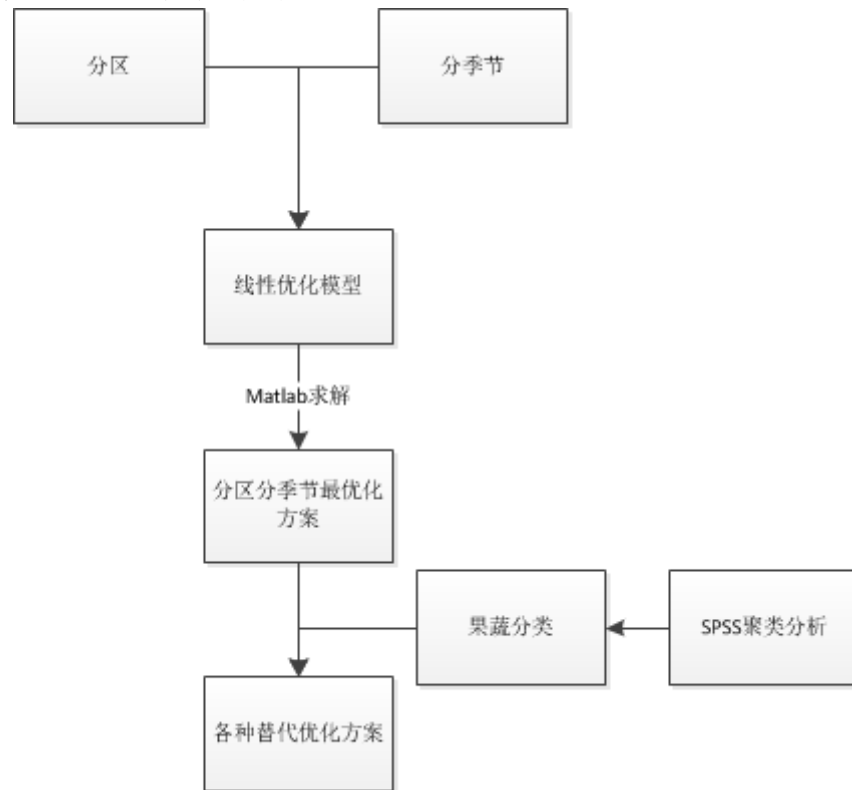 分区
分季节
线性优化模型
Matlab求解
分区分季节最优化
方案
果蔬分类
SPSS聚类分析
各种替代优化方案